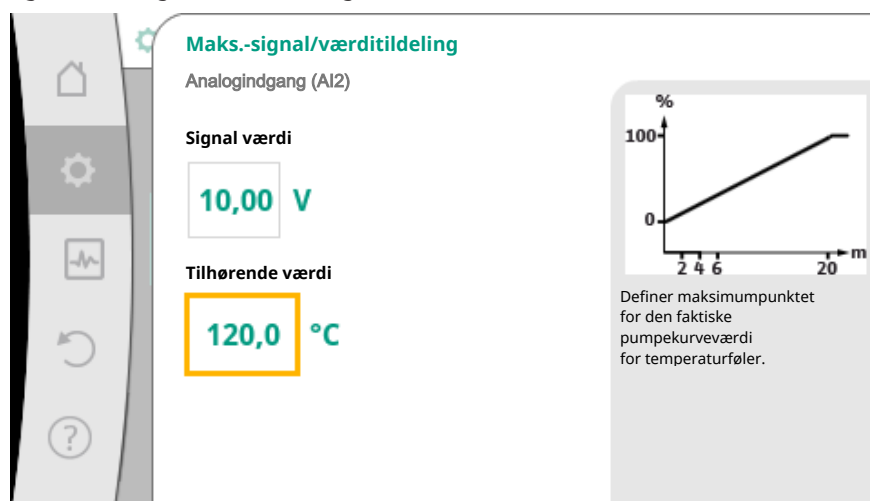 Maks.-signal/værditildeling
Analogindgang (AI2)
Signal værdi
10,00 V
Tilhørende værdi
120,0 °C
%
100
0
2 4 6 20 m
Definer maksimumpunktet
for den faktiske
pumpekurveværdi
for temperaturføler.
?